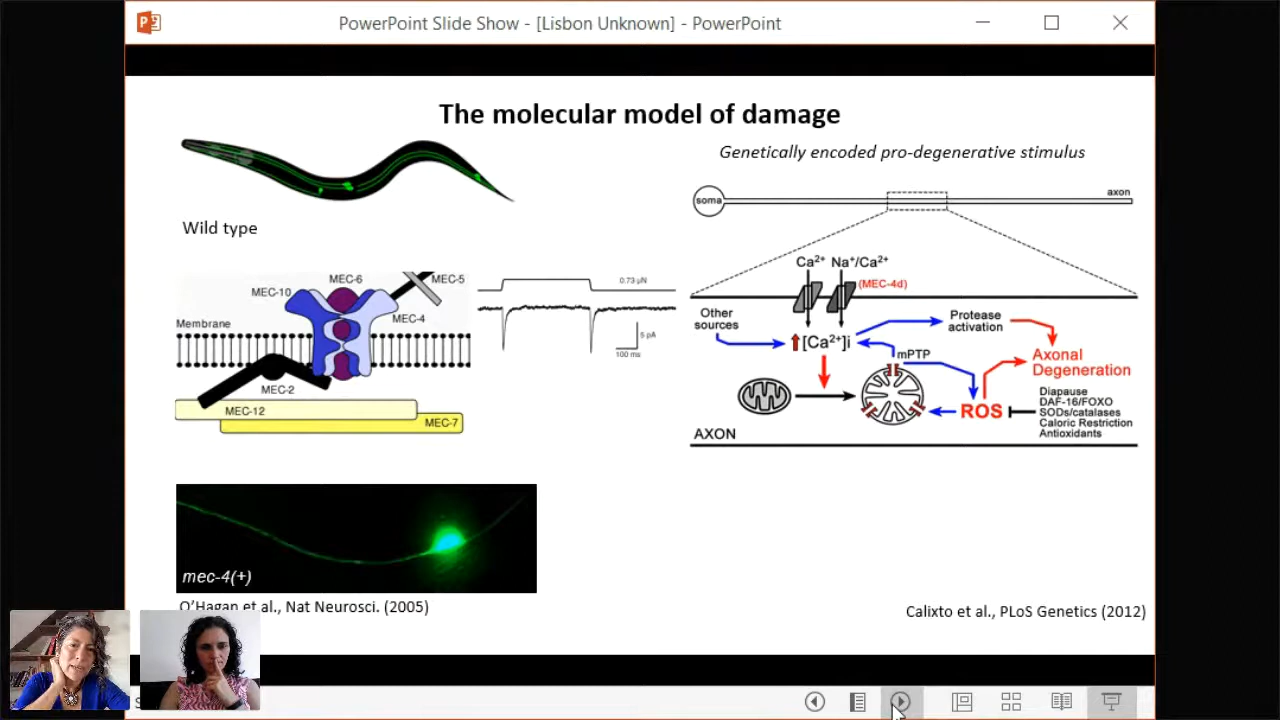 PowerPoint Slide Show - [Lisbon Unknown] - PowerPoint
The molecular model of damage
Genetically encoded pro-degenerative stimulus
Wild type
soma
axon
MEC-6
MEC-5
MEC-10
MEC-4
Membrane
MEC-2
MEC-12
MEC-7
0.73 µN
5 pA
100 ms
Ca²⁺ Na⁺/Ca²⁺
(MEC-4d)
Other
sources
[Ca²⁺]i
Protease
activation
mPTP
Axonal
Degeneration
ROS
Diapause
DAF-16/FOXO
SODs/catalases
Caloric Restriction
Antioxidants
AXON
mec-4(+)
O'Hagan et al., Nat Neurosci. (2005)
Calixto et al., PLoS Genetics (2012)